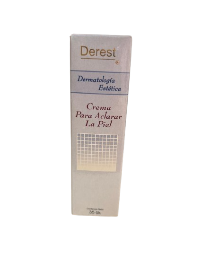 Derest
Dermatología
Estética
Crema
Para Aclarar
La Piel